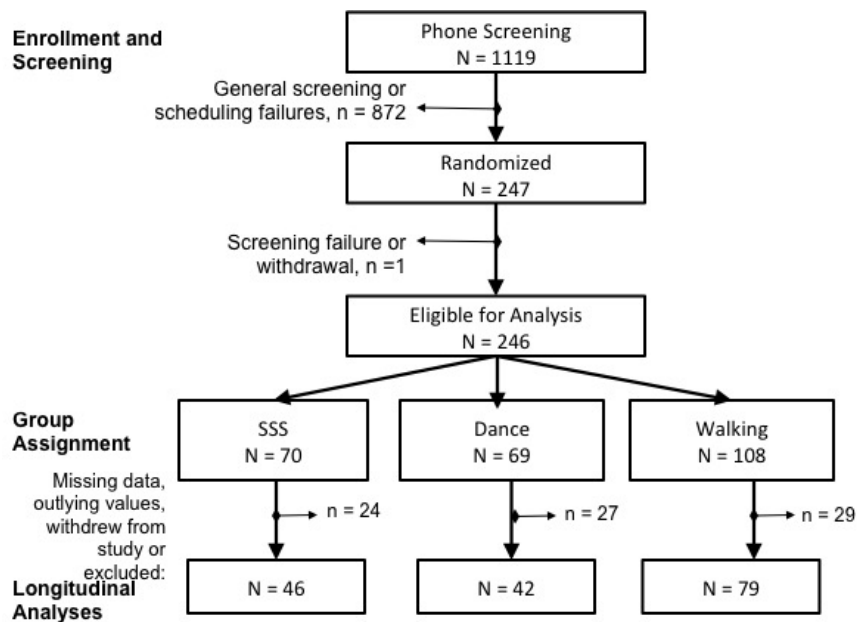 Enrollment and
Screening
Phone Screening
N = 1119
General screening or
scheduling failures, n = 872
Randomized
N = 247
Screening failure or
withdrawal, n =1
Eligible for Analysis
N = 246
Group
Assignment
SSS
N = 70
Dance
N = 69
Walking
N = 108
Missing data,
outlying values,
withdrew from
study or
excluded:
n = 24
n = 27
n = 29
Longitudinal
Analyses
N = 46
N = 42
N = 79